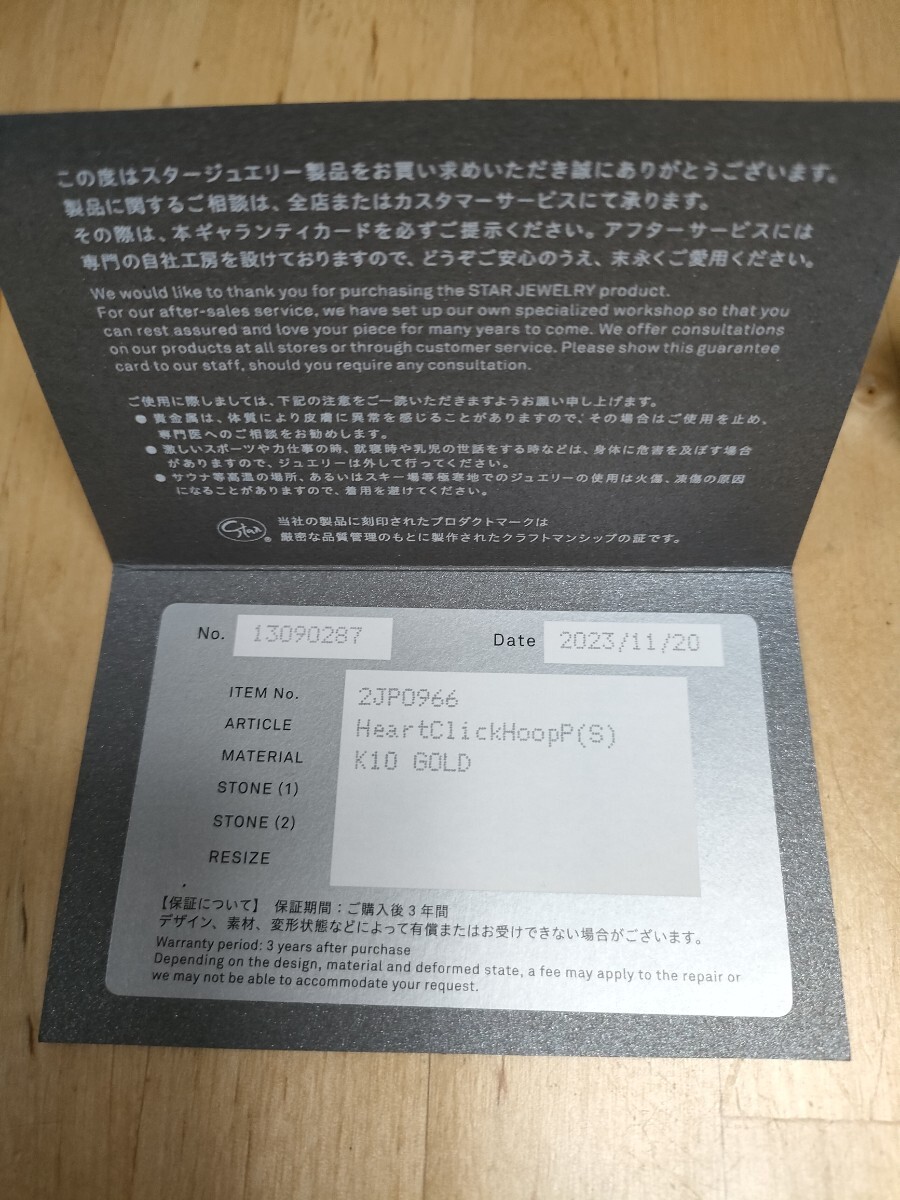 この度はスタージュエリー製品をお買い求めいただき誠にありがとうございます。
製品に関するご相談は、全店またはカスタマーサービスにて承ります。
その際は、本ギャランティカードを必ずご提示ください。アフターサービスには
専門の自社工房を設けておりますので、どうぞご安心のうえ、末永くご愛用ください。
We would like to thank you for purchasing the STAR JEWELRY product.
For our after-sales service, we have set up our own specialized workshop so that you
can rest assured and love your piece for many years to come. We offer consultations
on our products at all stores or through customer service. Please show this guarantee
card to our staff, should you require any consultation.
ご使用に際しましては、下記の注意をご一読いただきますようお願い申し上げます。
●貴金属は、体質により皮膚に異常を感じることがありますので、その場合はご使用を止め、
専門医へのご相談をお勧めします。
●激しいスポーツや力仕事の時、就寝時や乳児の世話をする時などは、身体に危害を及ぼす場合
がありますので、ジュエリーは外して行ってください。
●サウナ等高温の場所、あるいはスキー場等極寒地でのジュエリーの使用は火傷、凍傷の原因
になることがありますので、着用を避けてください。
Star® 当社の製品に刻印されたプロダクトマークは
厳密な品質管理のもとに製作されたクラフトマンシップの証です。
No. 13090287 Date 2023/11/20
ITEM No. 2JP0966
ARTICLE HeartClickHoopP(S)
MATERIAL K10 GOLD
STONE (1)
STONE (2)
RESIZE
【保証について】 保証期間：ご購入後3年間
デザイン、素材、変形状態などによって有償またはお受けできない場合がございます。
Warranty period: 3 years after purchase
Depending on the design, material and deformed state, a fee may apply to the repair or
we may not be able to accommodate your request.